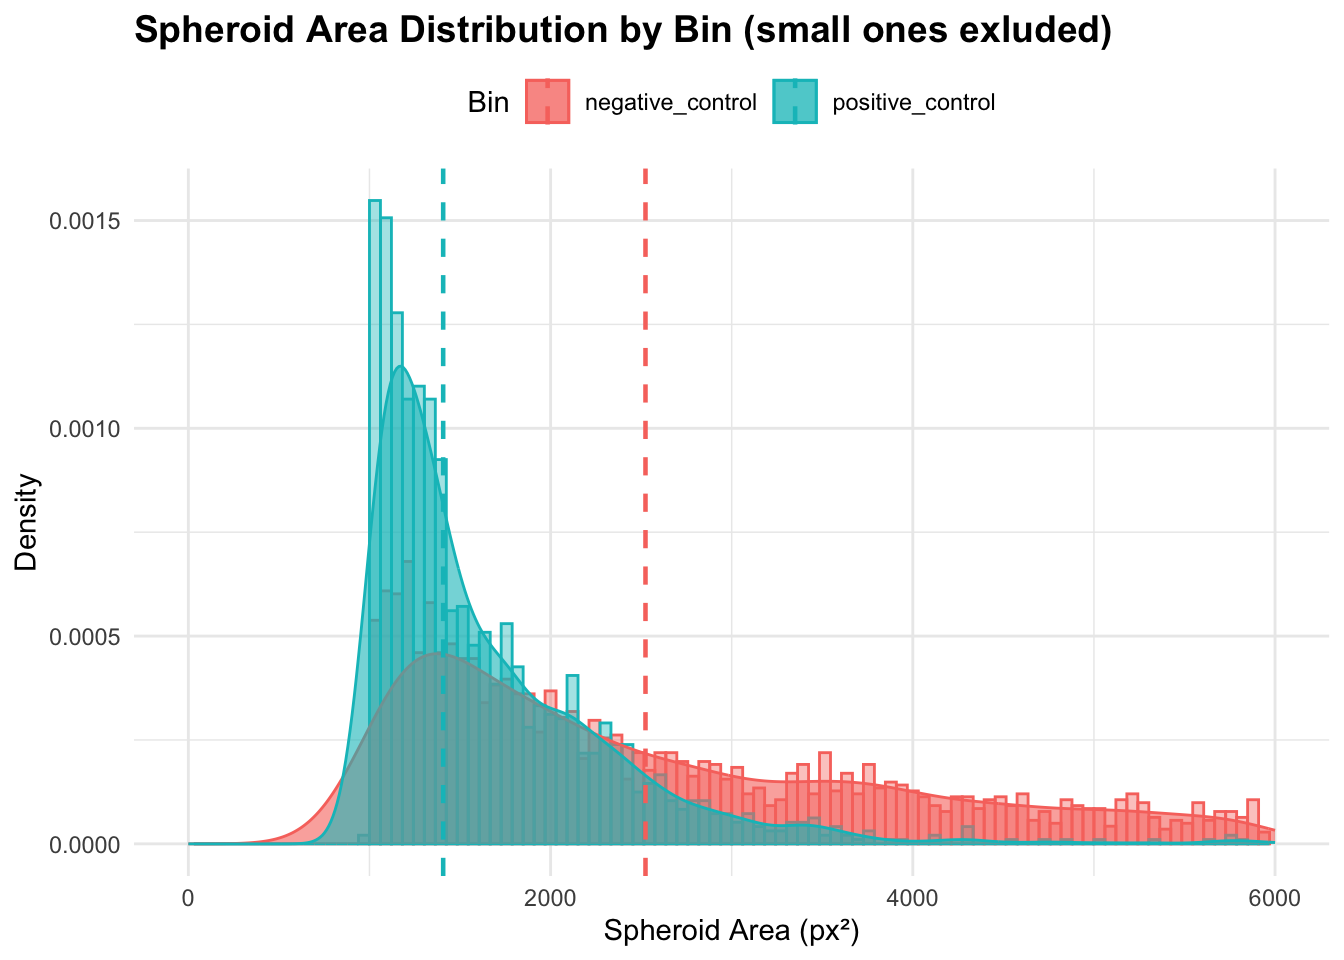 Spheroid Area Distribution by Bin (small ones exluded)
Bin negative_control positive_control
0.0015
0.0010
0.0005
0.0000
Density
0 2000 4000 6000
Spheroid Area (px²)